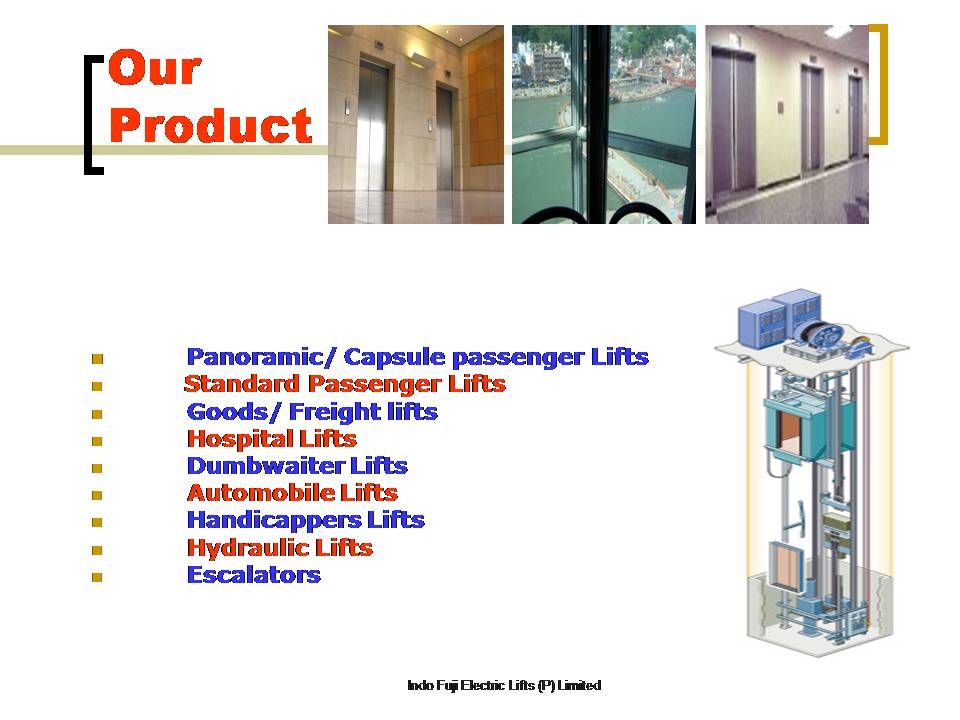 Our
Product
Panoramic/ Capsule passenger Lifts
Standard Passenger Lifts
Goods/ Freight lifts
Hospital Lifts
Dumbwaiter Lifts
Automobile Lifts
Handicappers Lifts
Hydraulic Lifts
Escalators
Indo Fuji Electric Lifts (P) Limited